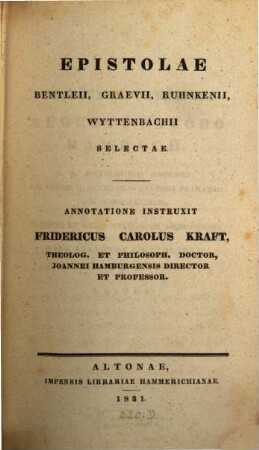 EPISTOLAE
BENTLEII, GRAEVII, RUHNKENII,
WYTTENBACHII
SELECTAE.
ANNOTATIONE INSTRUXIT
FRIDERICUS CAROLUS KRAFT,
THEOLOG. ET PHILOSOPH. DOCTOR,
JOANNEI HAMBURGENSIS DIRECTOR
ET PROFESSOR.
ALTONAE,
IMPENSIS LIBRARIAE HAMMERICHIANAE.
1831.